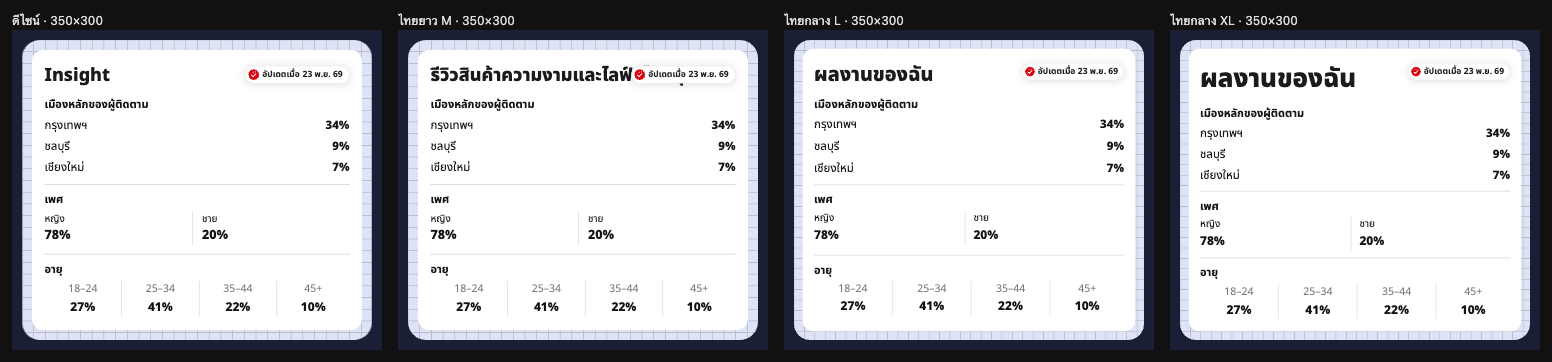 ดีไซน์ · 350×300
Insight
อัปเดตเมื่อ 23 พ.ย. 69
เมืองหลักของผู้ติดตาม
กรุงเทพฯ 34%
ชลบุรี 9%
เชียงใหม่ 7%
เพศ
หญิง ชาย
78% 20%
อายุ
18–24 25–34 35–44 45+
27% 41% 22% 10%
ไทยยาว M · 350×300
รีวิวสินค้าความงามและไลฟ์
อัปเดตเมื่อ 23 พ.ย. 69
เมืองหลักของผู้ติดตาม
กรุงเทพฯ 34%
ชลบุรี 9%
เชียงใหม่ 7%
เพศ
หญิง ชาย
78% 20%
อายุ
18–24 25–34 35–44 45+
27% 41% 22% 10%
ไทยกลาง L · 350×300
ผลงานของฉัน
อัปเดตเมื่อ 23 พ.ย. 69
เมืองหลักของผู้ติดตาม
กรุงเทพฯ 34%
ชลบุรี 9%
เชียงใหม่ 7%
เพศ
หญิง ชาย
78% 20%
อายุ
18–24 25–34 35–44 45+
27% 41% 22% 10%
ไทยกลาง XL · 350×300
ผลงานของฉัน
อัปเดตเมื่อ 23 พ.ย. 69
เมืองหลักของผู้ติดตาม
กรุงเทพฯ 34%
ชลบุรี 9%
เชียงใหม่ 7%
เพศ
หญิง ชาย
78% 20%
อายุ
18–24 25–34 35–44 45+
27% 41% 22% 10%